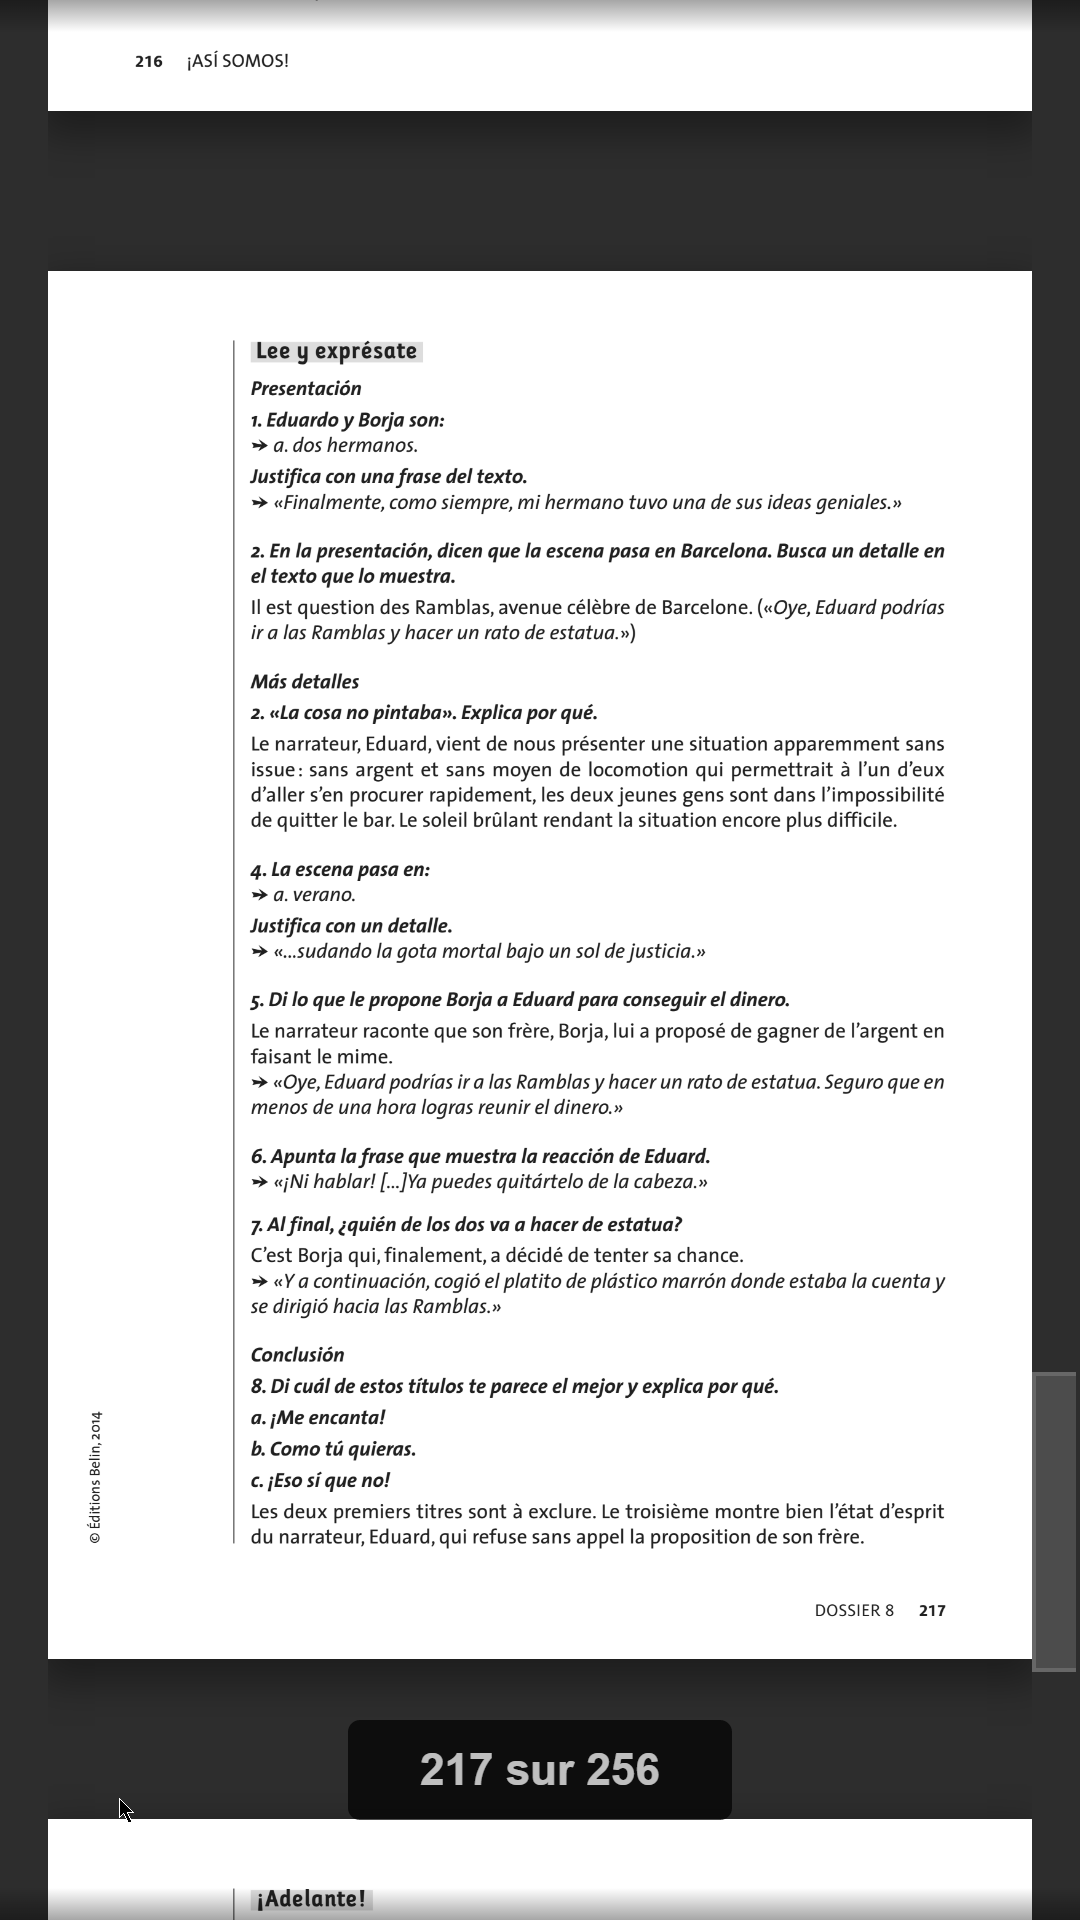 216 ¡ASÍ SOMOS!
Lee y exprésate
Presentación
1. Eduardo y Borja son:
➙ a. dos hermanos.
Justifica con una frase del texto.
➙ «Finalmente, como siempre, mi hermano tuvo una de sus ideas geniales.»
2. En la presentación, dicen que la escena pasa en Barcelona. Busca un detalle en
el texto que lo muestra.
Il est question des Ramblas, avenue célèbre de Barcelone. («Oye, Eduard podrías
ir a las Ramblas y hacer un rato de estatua.»)
Más detalles
2. «La cosa no pintaba». Explica por qué.
Le narrateur, Eduard, vient de nous présenter une situation apparemment sans
issue : sans argent et sans moyen de locomotion qui permettrait à l’un d’eux
d’aller s’en procurer rapidement, les deux jeunes gens sont dans l’impossibilité
de quitter le bar. Le soleil brûlant rendant la situation encore plus difficile.
4. La escena pasa en:
➙ a. verano.
Justifica con un detalle.
➙ «...sudando la gota mortal bajo un sol de justicia.»
5. Di lo que le propone Borja a Eduard para conseguir el dinero.
Le narrateur raconte que son frère, Borja, lui a proposé de gagner de l’argent en
faisant le mime.
➙ «Oye, Eduard podrías ir a las Ramblas y hacer un rato de estatua. Seguro que en
menos de una hora logras reunir el dinero.»
6. Apunta la frase que muestra la reacción de Eduard.
➙ «¡Ni hablar! [...]Ya puedes quitártelo de la cabeza.»
7. Al final, ¿quién de los dos va a hacer de estatua?
C’est Borja qui, finalement, a décidé de tenter sa chance.
➙ «Y a continuación, cogió el platito de plástico marrón donde estaba la cuenta y
se dirigió hacia las Ramblas.»
Conclusión
8. Di cuál de estos títulos te parece el mejor y explica por qué.
a. ¡Me encanta!
b. Como tú quieras.
c. ¡Eso sí que no!
Les deux premiers titres sont à exclure. Le troisième montre bien l’état d’esprit
du narrateur, Eduard, qui refuse sans appel la proposition de son frère.
© Éditions Belin, 2014
DOSSIER 8 217
217 sur 256
¡Adelante!